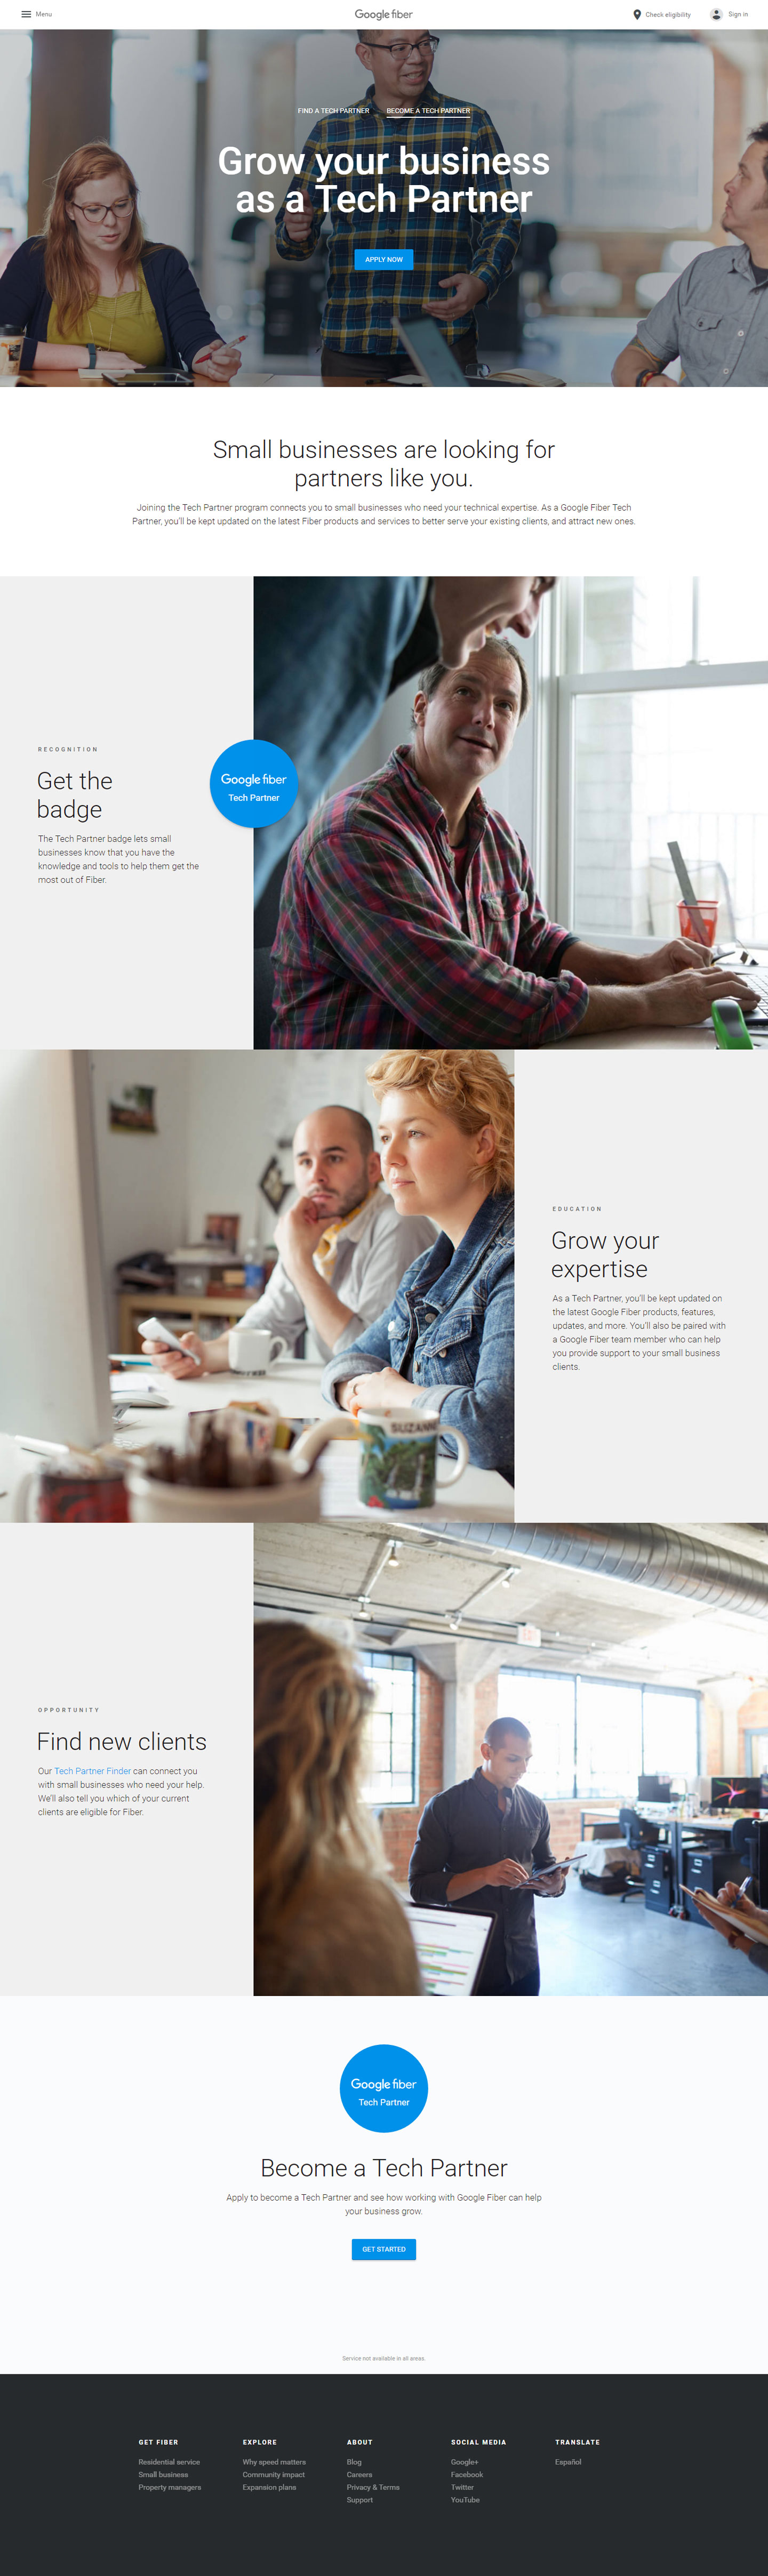 Menu
Google fiber
Check eligibility
Sign in
FIND A TECH PARTNER
BECOME A TECH PARTNER
Grow your business
as a Tech Partner
APPLY NOW
Small businesses are looking for
partners like you.
Joining the Tech Partner program connects you to small businesses who need your technical expertise. As a Google Fiber Tech
Partner, you'll be kept updated on the latest Fiber products and services to better serve your existing clients, and attract new ones.
RECOGNITION
Get the
badge
The Tech Partner badge lets small
businesses know that you have the
knowledge and tools to help them get the
most out of Fiber.
Google fiber
Tech Partner
SUZANN
EDUCATION
Grow your
expertise
As a Tech Partner, you'll be kept updated on
the latest Google Fiber products, features,
updates, and more. You'll also be paired with
a Google Fiber team member who can help
you provide support to your small business
clients.
OPPORTUNITY
Find new clients
Our Tech Partner Finder can connect you
with small businesses who need your help.
We'll also tell you which of your current
clients are eligible for Fiber.
Google fiber
Tech Partner
Become a Tech Partner
Apply to become a Tech Partner and see how working with Google Fiber can help
your business grow.
GET STARTED
Service not available in all areas.
GET FIBER
Residential service
Small business
Property managers
EXPLORE
Why speed matters
Community impact
Expansion plans
ABOUT
Blog
Careers
Privacy & Terms
Support
SOCIAL MEDIA
Google+
Facebook
Twitter
YouTube
TRANSLATE
Español